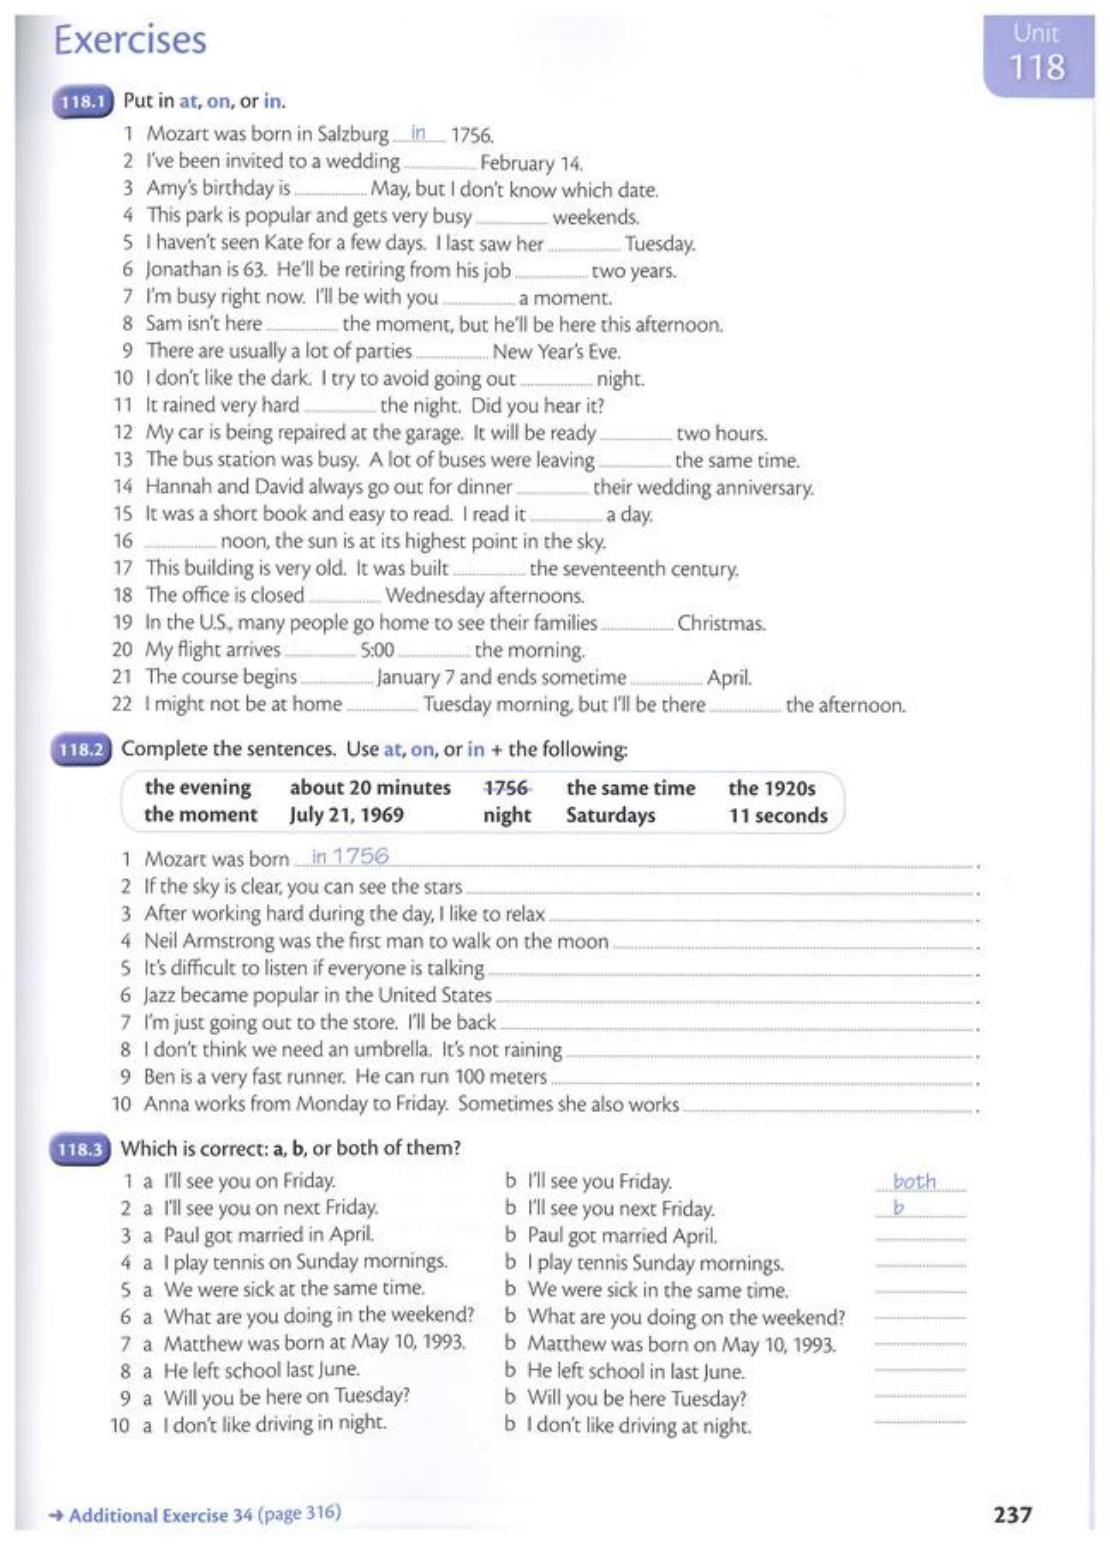 Exercises
Unit
118
118.1 Put in at, on, or in.
1 Mozart was born in Salzburg in 1756.
2 I've been invited to a wedding ............ February 14.
3 Amy's birthday is ............ May, but I don't know which date.
4 This park is popular and gets very busy ............ weekends.
5 I haven't seen Kate for a few days. I last saw her ............ Tuesday.
6 Jonathan is 63. He'll be retiring from his job ............ two years.
7 I'm busy right now. I'll be with you ............ a moment.
8 Sam isn't here ............ the moment, but he'll be here this afternoon.
9 There are usually a lot of parties ............ New Year's Eve.
10 I don't like the dark. I try to avoid going out ............ night.
11 It rained very hard ............ the night. Did you hear it?
12 My car is being repaired at the garage. It will be ready ............ two hours.
13 The bus station was busy. A lot of buses were leaving ............ the same time.
14 Hannah and David always go out for dinner ............ their wedding anniversary.
15 It was a short book and easy to read. I read it ............ a day.
16 ............ noon, the sun is at its highest point in the sky.
17 This building is very old. It was built ............ the seventeenth century.
18 The office is closed ............ Wednesday afternoons.
19 In the U.S., many people go home to see their families ............ Christmas.
20 My flight arrives ............ 5:00 ............ the morning.
21 The course begins ............ January 7 and ends sometime ............ April.
22 I might not be at home ............ Tuesday morning, but I'll be there ............ the afternoon.
118.2 Complete the sentences. Use at, on, or in + the following:
the evening about 20 minutes 1756 the same time the 1920s
the moment July 21, 1969 night Saturdays 11 seconds
1 Mozart was born in 1756 .
2 If the sky is clear, you can see the stars ............ .
3 After working hard during the day, I like to relax ............ .
4 Neil Armstrong was the first man to walk on the moon ............ .
5 It's difficult to listen if everyone is talking ............ .
6 Jazz became popular in the United States ............ .
7 I'm just going out to the store. I'll be back ............ .
8 I don't think we need an umbrella. It's not raining ............ .
9 Ben is a very fast runner. He can run 100 meters ............ .
10 Anna works from Monday to Friday. Sometimes she also works ............ .
118.3 Which is correct: a, b, or both of them?
1 a I'll see you on Friday. b I'll see you Friday. both
2 a I'll see you on next Friday. b I'll see you next Friday. b
3 a Paul got married in April. b Paul got married April. ............
4 a I play tennis on Sunday mornings. b I play tennis Sunday mornings. ............
5 a We were sick at the same time. b We were sick in the same time. ............
6 a What are you doing in the weekend? b What are you doing on the weekend? ............
7 a Matthew was born at May 10, 1993. b Matthew was born on May 10, 1993. ............
8 a He left school last June. b He left school in last June. ............
9 a Will you be here on Tuesday? b Will you be here Tuesday? ............
10 a I don't like driving in night. b I don't like driving at night. ............
→ Additional Exercise 34 (page 316)
237